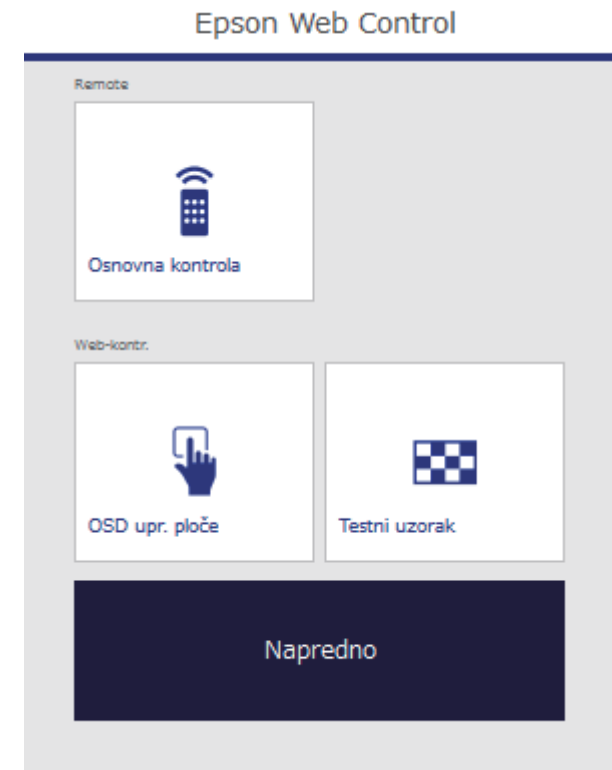 Epson Web Control
Remote
Osnovna kontrola
Web-kontr.
OSD upr. ploče
Testni uzorak
Napredno